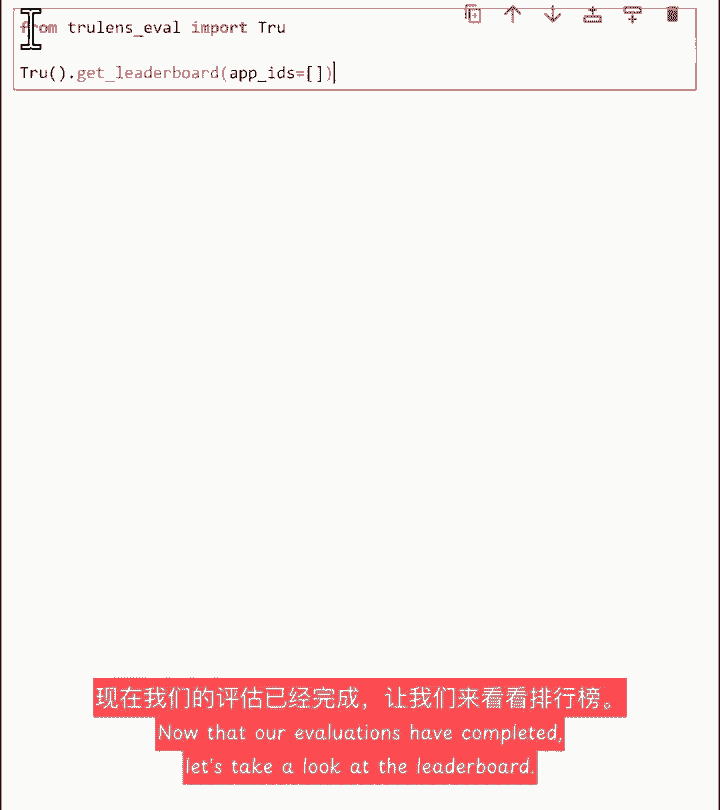 from trulens_eval import Tru
Tru().get_leaderboard(app_ids=[])
现在我们的评估已经完成，让我们来看看排行榜。
Now that our evaluations have completed,
let's take a look at the leaderboard.